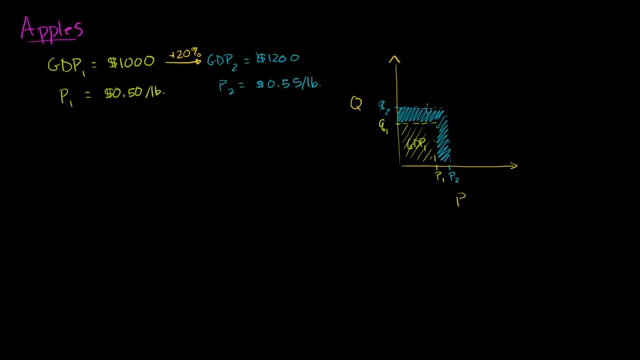 Apples
GDP₁ = $1000 +20% GDP₂ = $1200
P₁ = $0.50/lb. P₂ = $0.55/lb.
Q
q₂
q₁
GDP₁
P₁ P₂
P